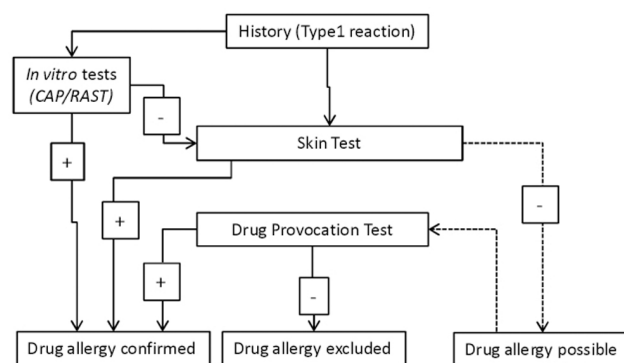 History (Type1 reaction)
In vitro tests
(CAP/RAST)
-
Skin Test
+
-
+
Drug Provocation Test
+
-
Drug allergy confirmed
Drug allergy excluded
Drug allergy possible